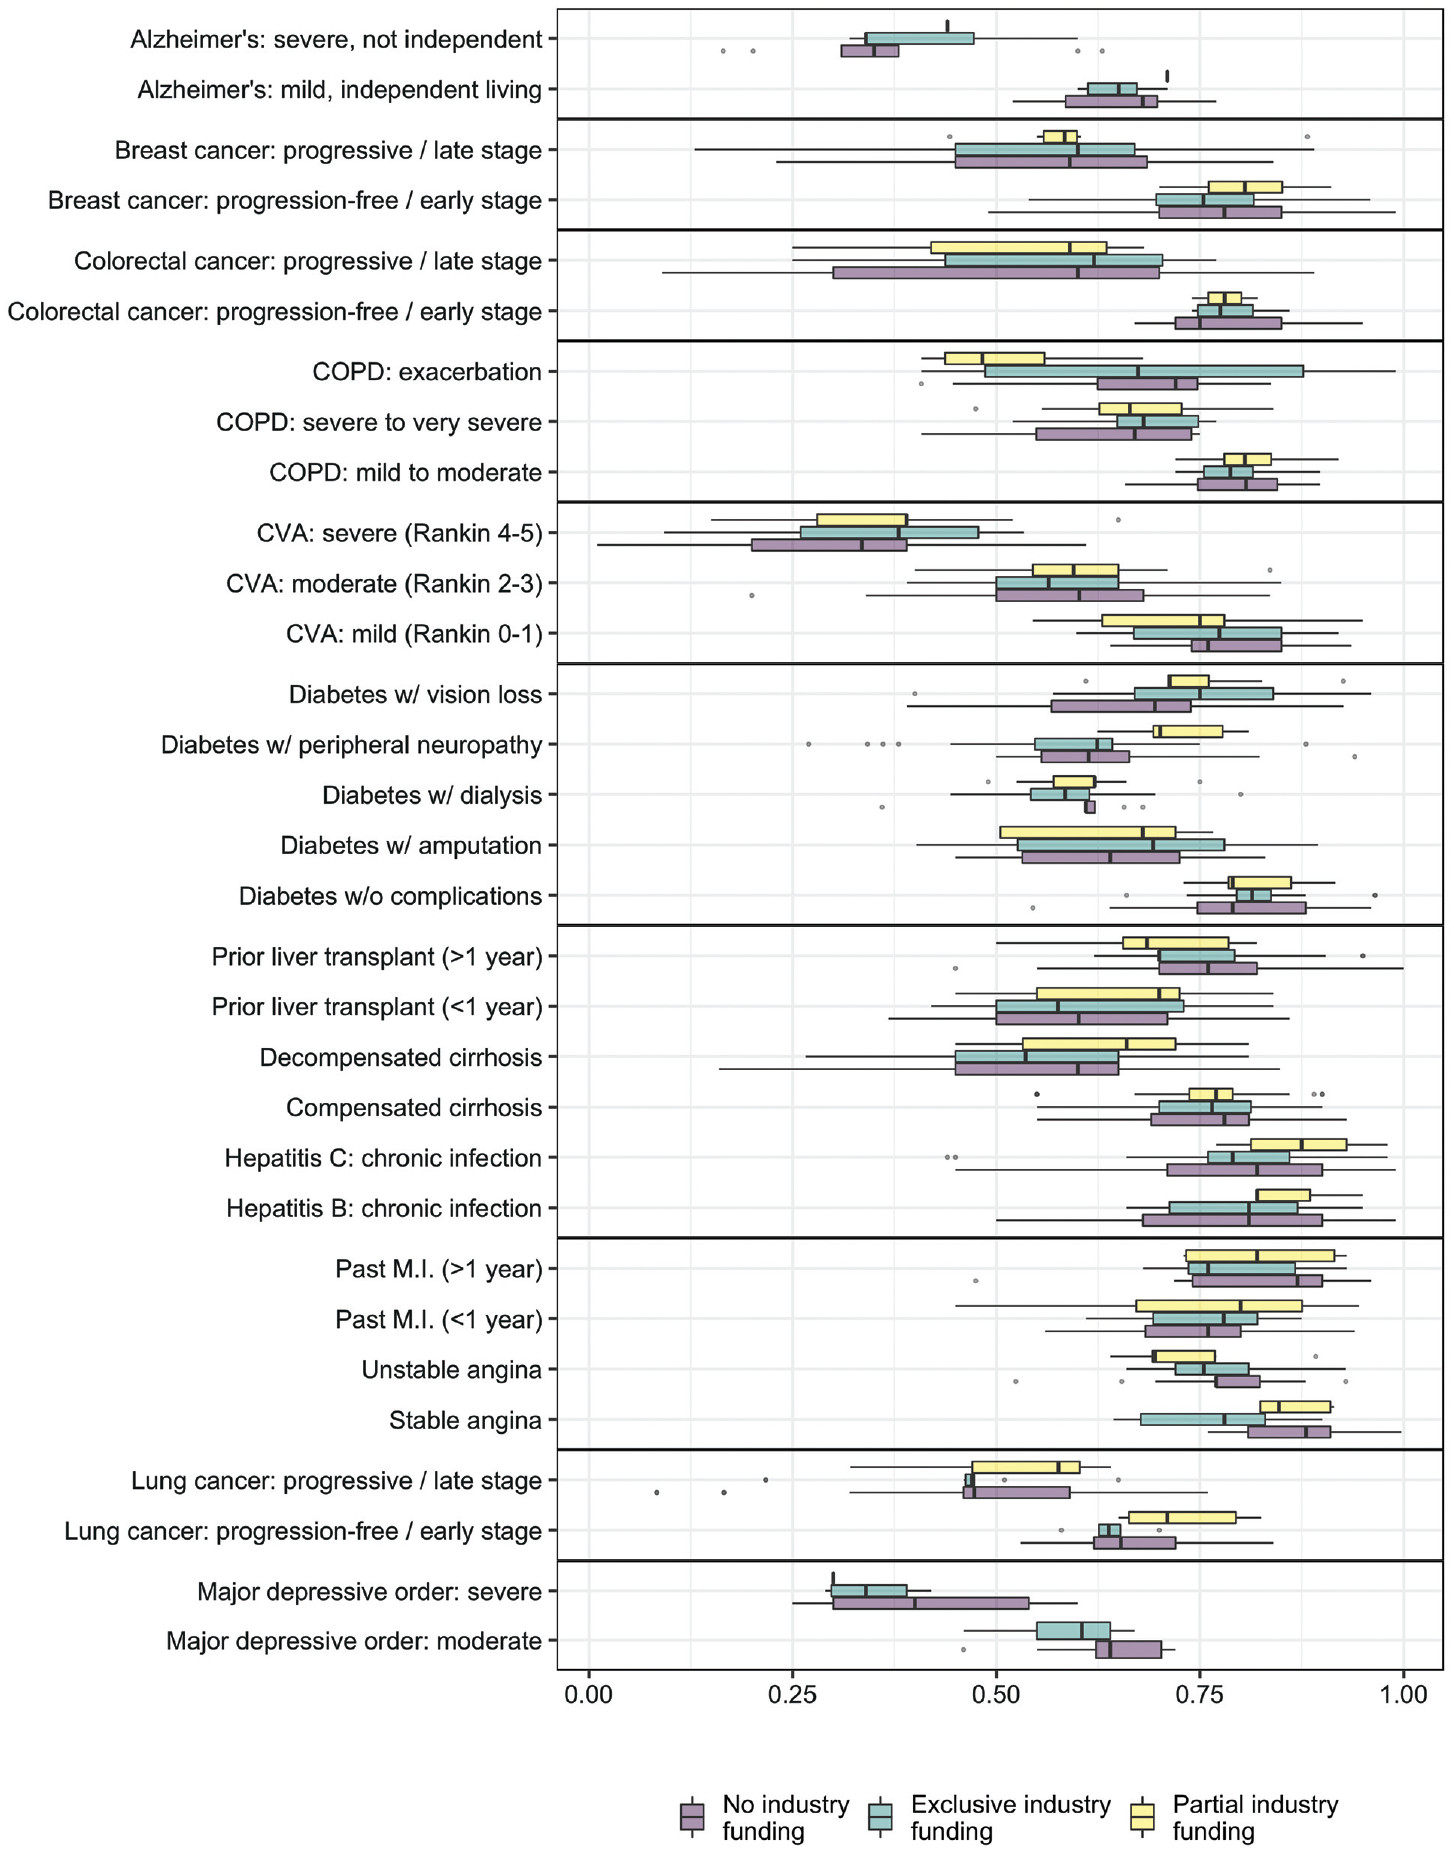 Alzheimer's: severe, not independent
Alzheimer's: mild, independent living
Breast cancer: progressive / late stage
Breast cancer: progression-free / early stage
Colorectal cancer: progressive / late stage
Colorectal cancer: progression-free / early stage
COPD: exacerbation
COPD: severe to very severe
COPD: mild to moderate
CVA: severe (Rankin 4-5)
CVA: moderate (Rankin 2-3)
CVA: mild (Rankin 0-1)
Diabetes w/ vision loss
Diabetes w/ peripheral neuropathy
Diabetes w/ dialysis
Diabetes w/ amputation
Diabetes w/o complications
Prior liver transplant (>1 year)
Prior liver transplant (<1 year)
Decompensated cirrhosis
Compensated cirrhosis
Hepatitis C: chronic infection
Hepatitis B: chronic infection
Past M.I. (>1 year)
Past M.I. (<1 year)
Unstable angina
Stable angina
Lung cancer: progressive / late stage
Lung cancer: progression-free / early stage
Major depressive order: severe
Major depressive order: moderate
0.00 0.25 0.50 0.75 1.00
No industry funding
Exclusive industry funding
Partial industry funding